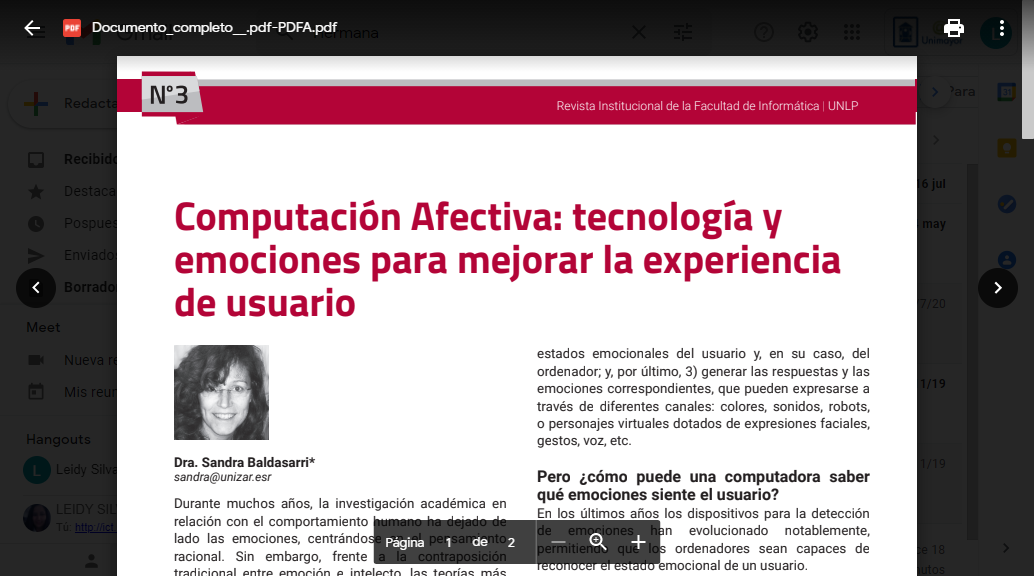 Documento_completo__.pdf-PDFA.pdf
Redacta
Recibido
Destaca
Pospues
Enviados
Borrado
Meet
Nueva re
Mis reur
Hangouts
Leidy Silva
LEIDY SID
Tú:
N°3
Revista Institucional de la Facultad de Informática | UNLP
Computación Afectiva: tecnología y
emociones para mejorar la experiencia
de usuario
Dra. Sandra Baldasarri*
sandra@unizar.esr
Durante muchos años, la investigación académica en
relación con el comportamiento humano ha dejado de
lado las emociones, centrándose en el pensamiento
racional. Sin embargo, frente a la contraposición
tradicional entre emoción e intelecto, las teorías más
estados emocionales del usuario y, en su caso, del
ordenador; y, por último, 3) generar las respuestas y las
emociones correspondientes, que pueden expresarse a
través de diferentes canales: colores, sonidos, robots,
o personajes virtuales dotados de expresiones faciales,
gestos, voz, etc.
Pero ¿cómo puede una computadora saber
qué emociones siente el usuario?
En los últimos años los dispositivos para la detección
de emociones han evolucionado notablemente,
permitiendo que los ordenadores sean capaces de
reconocer el estado emocional de un usuario.
Página 1 de 2
Para
16 jul
may
7/20
1/19
1/19